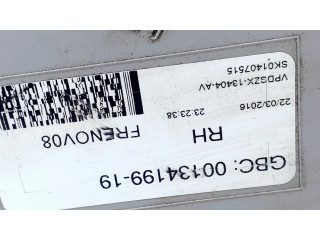 GBC: 00134199-19
RH
FRENOV08
22/03/2016
23:23:38
VPDSZX-13404-AV
SK01407515